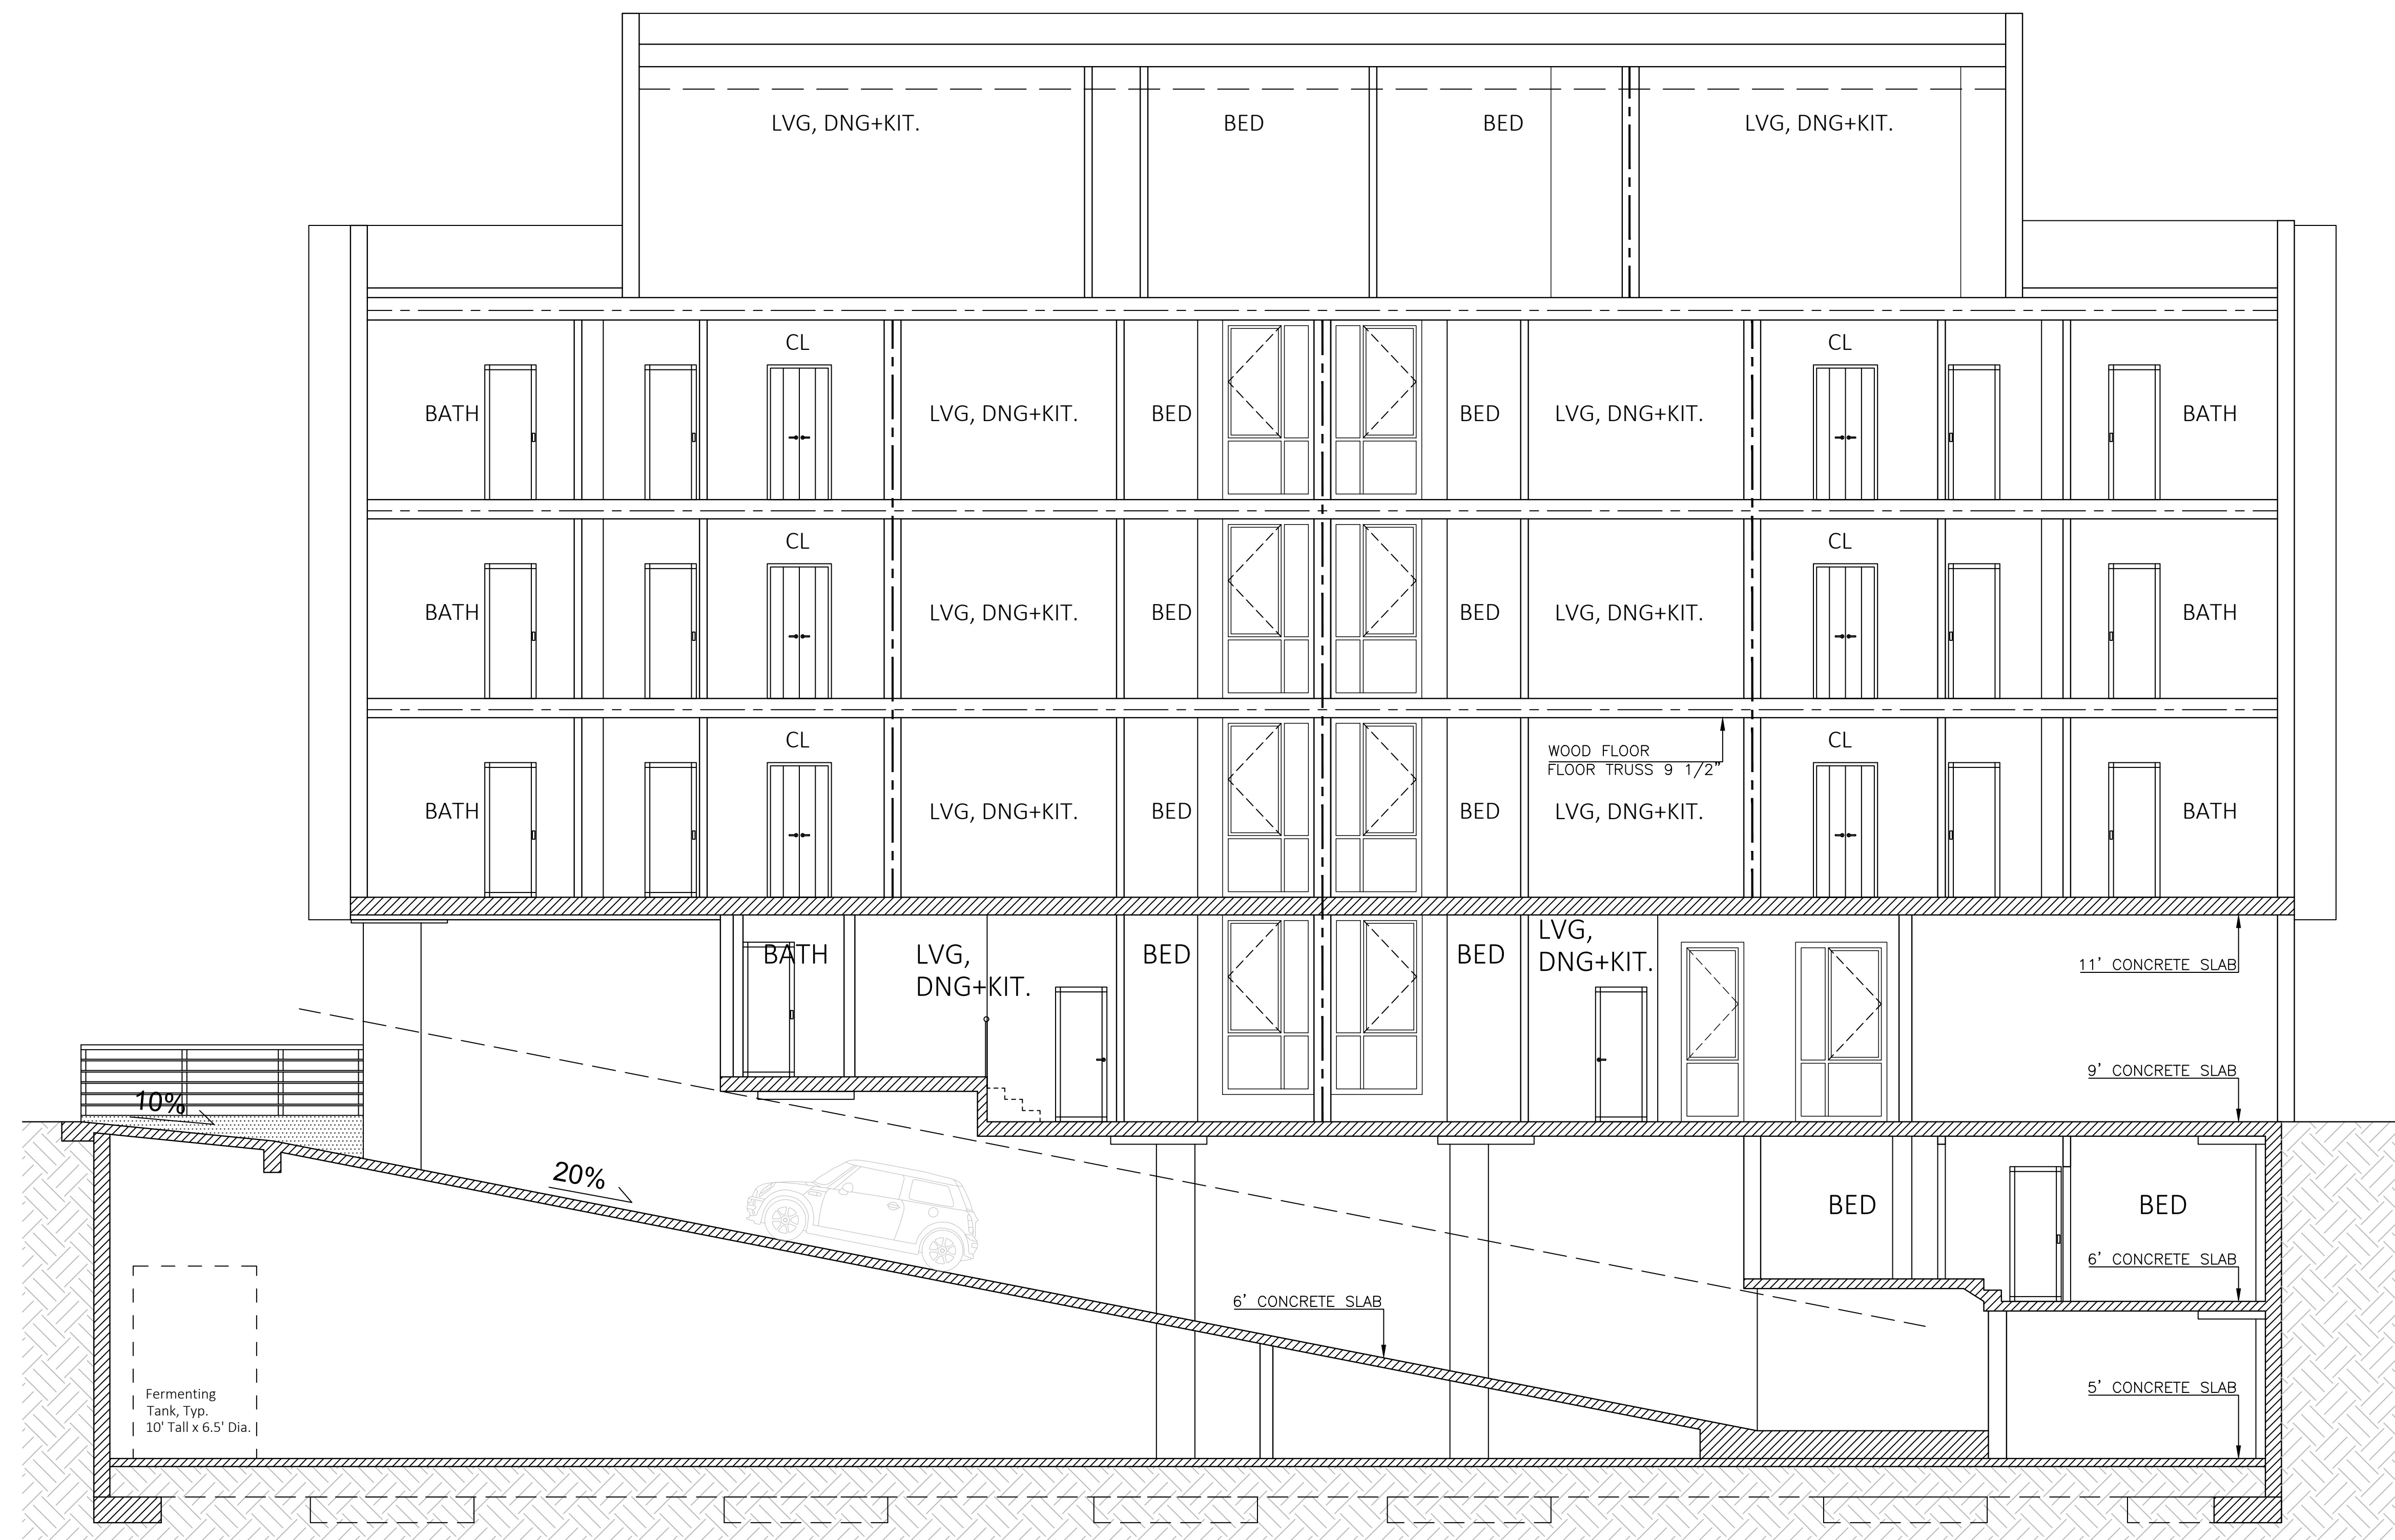 LVG, DNG+KIT.
BED
BED
LVG, DNG+KIT.
CL
CL
BATH
LVG, DNG+KIT.
BED
BED
LVG, DNG+KIT.
BATH
CL
CL
BATH
LVG, DNG+KIT.
BED
BED
LVG, DNG+KIT.
BATH
CL
WOOD FLOOR
FLOOR TRUSS 9 1/2"
CL
BATH
LVG, DNG+KIT.
BED
BED
LVG, DNG+KIT.
BATH
BATH
LVG,
DNG+KIT.
BED
BED
LVG,
DNG+KIT.
11' CONCRETE SLAB
9' CONCRETE SLAB
10%
20%
BED
BED
6' CONCRETE SLAB
6' CONCRETE SLAB
5' CONCRETE SLAB
Fermenting
Tank, Typ.
10' Tall x 6.5' Dia.